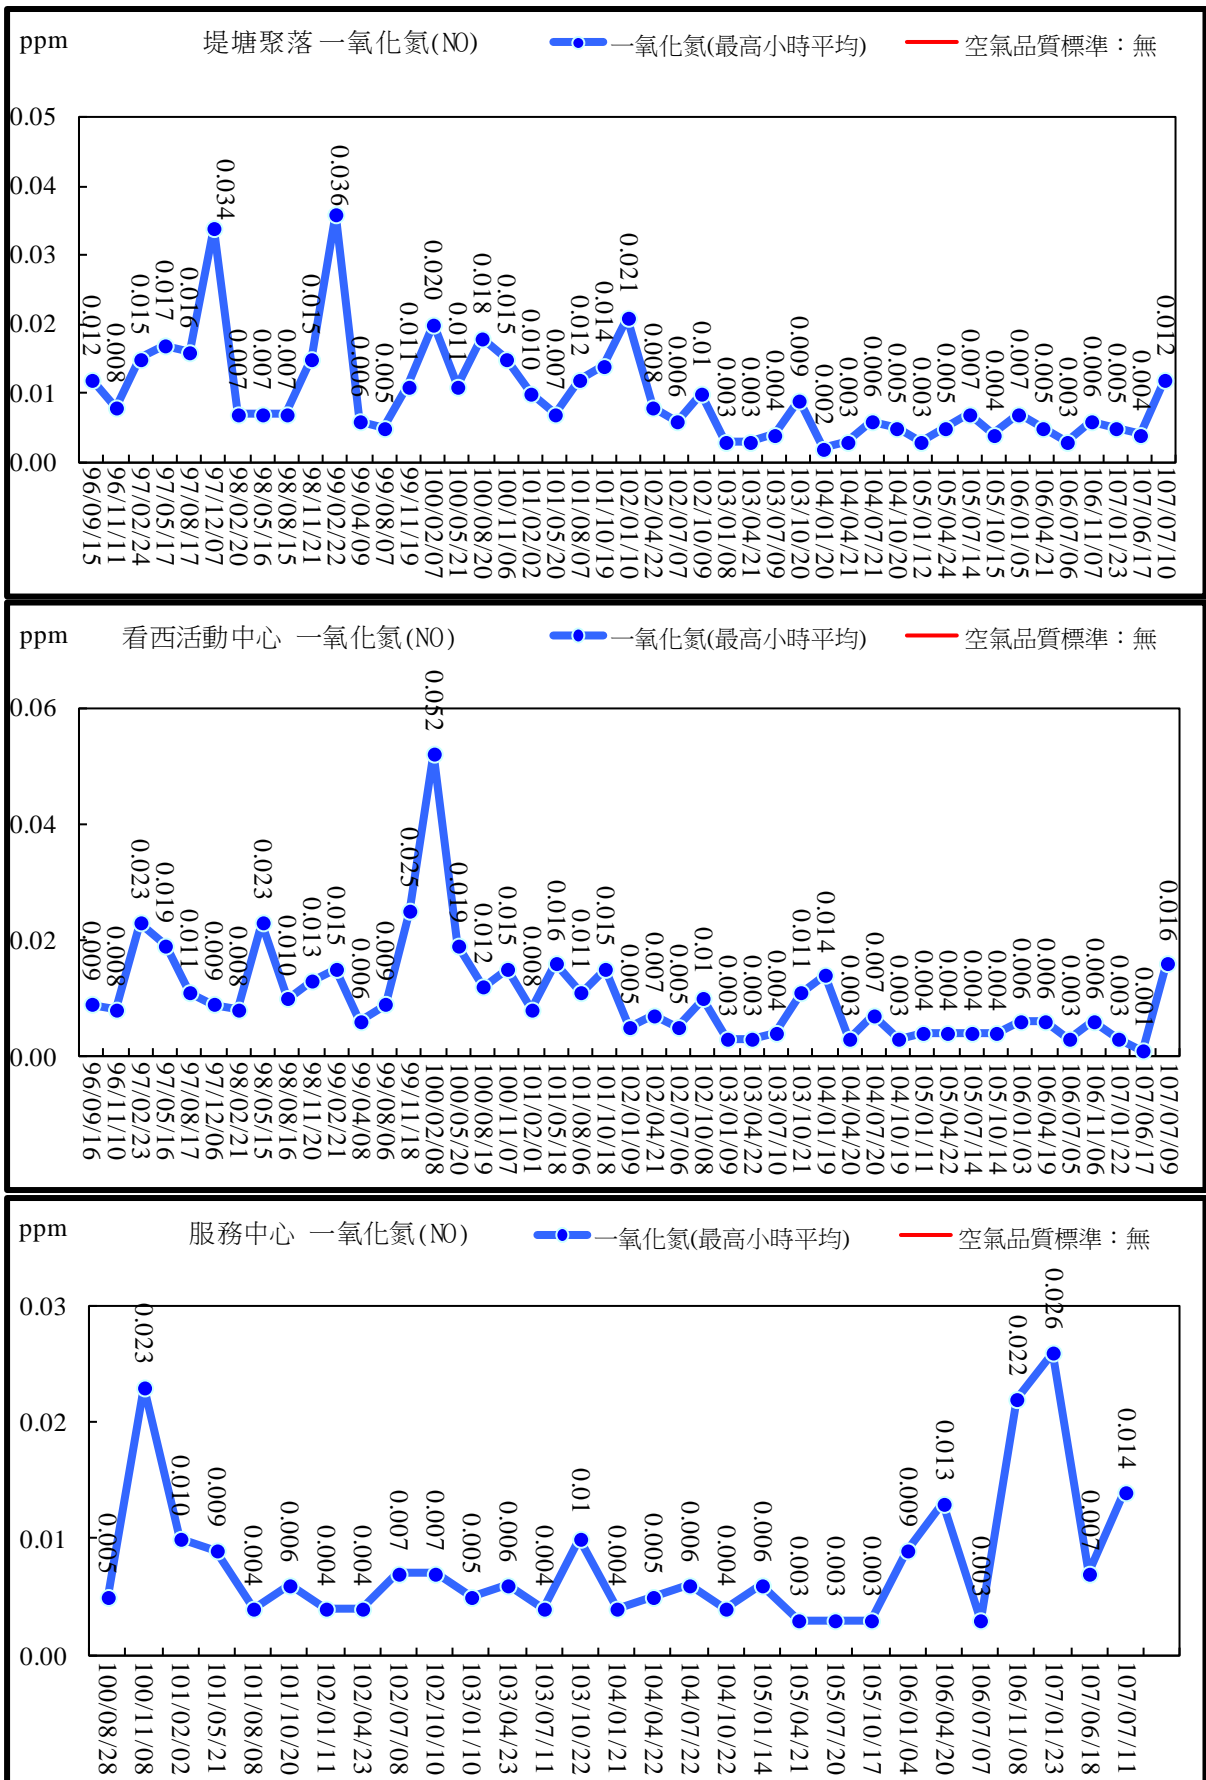 ppm 堤塘聚落 一氧化氮(NO) 一氧化氮(最高小時平均) 空氣品質標準：無
0.05
0.04
0.03
0.02
0.01
0.00
0.012 0.008 0.015 0.017 0.016 0.034 0.007 0.007 0.007 0.015 0.036 0.006 0.005 0.011 0.020 0.011 0.018 0.015 0.010 0.007 0.012 0.014 0.021 0.008 0.006 0.01 0.003 0.003 0.004 0.009 0.002 0.003 0.006 0.005 0.003 0.005 0.007 0.004 0.007 0.005 0.003 0.006 0.005 0.004 0.012
96/09/15 96/11/11 97/02/24 97/05/17 97/08/17 97/12/07 98/02/20 98/05/16 98/08/15 98/11/21 99/02/22 99/04/09 99/08/07 99/11/19 100/02/07 100/05/21 100/08/20 100/11/06 101/02/02 101/05/20 101/08/07 101/10/19 102/01/10 102/04/22 102/07/07 102/10/09 103/01/08 103/04/21 103/07/09 103/10/20 104/01/20 104/04/21 104/07/21 104/10/20 105/01/12 105/04/21 105/07/14 105/10/15 106/01/05 106/04/21 106/07/06 106/11/07 107/01/23 107/06/17 107/07/10
ppm 看西活動中心 一氧化氮(NO) 一氧化氮(最高小時平均) 空氣品質標準：無
0.06
0.04
0.02
0.00
0.009 0.008 0.023 0.019 0.011 0.009 0.008 0.023 0.010 0.013 0.015 0.006 0.009 0.025 0.052 0.019 0.012 0.015 0.008 0.016 0.011 0.015 0.005 0.007 0.005 0.01 0.003 0.003 0.004 0.011 0.014 0.003 0.007 0.003 0.004 0.004 0.004 0.004 0.006 0.006 0.003 0.006 0.003 0.001 0.016
96/09/16 96/11/10 97/02/23 97/05/16 97/08/17 97/12/06 98/02/21 98/05/15 98/08/16 98/11/20 99/02/21 99/04/08 99/08/06 99/11/18 100/02/08 100/05/20 100/08/19 100/11/07 101/02/01 101/05/18 101/08/06 101/10/18 102/01/09 102/04/21 102/07/06 102/10/08 103/01/09 103/04/22 103/07/10 103/10/21 104/01/19 104/04/20 104/07/20 104/10/19 105/01/11 105/04/22 105/07/14 105/10/14 106/01/03 106/04/19 106/07/05 106/11/06 107/01/22 107/06/17 107/07/09
ppm 服務中心 一氧化氮(NO) 一氧化氮(最高小時平均) 空氣品質標準：無
0.03
0.02
0.01
0.00
0.005 0.023 0.010 0.009 0.004 0.006 0.004 0.004 0.007 0.007 0.005 0.006 0.004 0.01 0.004 0.005 0.006 0.004 0.006 0.003 0.003 0.003 0.009 0.013 0.003 0.022 0.026 0.007 0.014
100/08/28 100/11/08 101/02/02 101/05/21 101/08/08 101/10/20 102/01/11 102/04/23 102/07/08 102/10/10 103/01/10 103/04/23 103/07/11 103/10/22 104/01/21 104/04/22 104/07/22 104/10/22 105/01/14 105/04/21 105/07/20 105/10/17 106/01/04 106/04/20 106/07/07 106/11/08 107/01/23 107/06/18 107/07/11